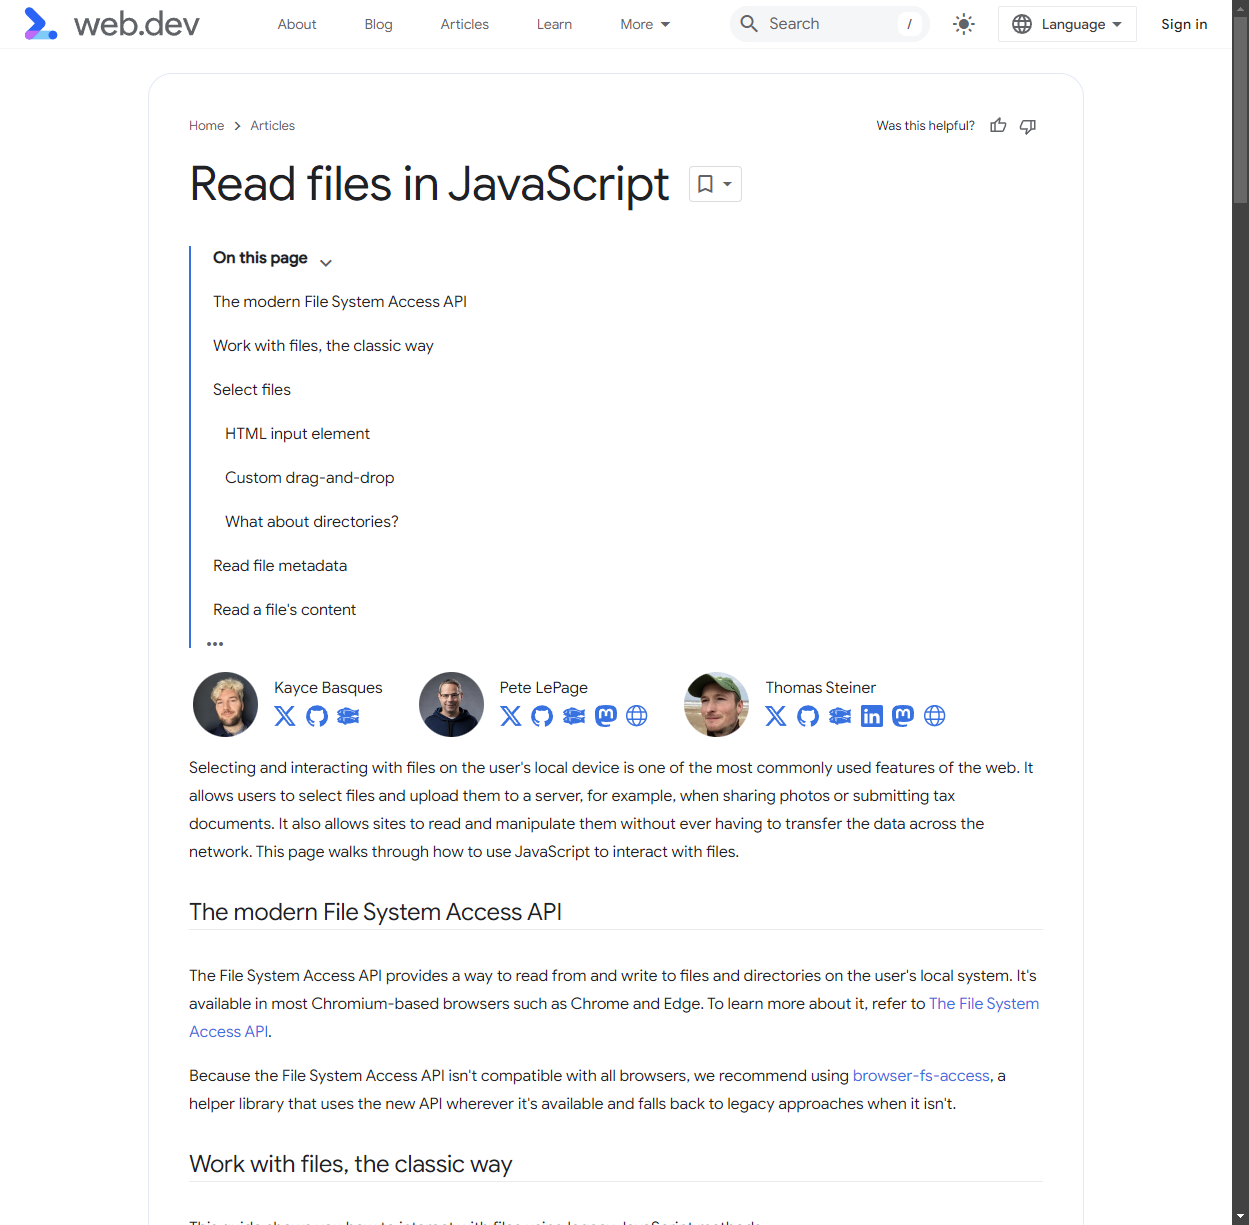 web.dev
About
Blog
Articles
Learn
More
Search
/
Language
Sign in
Home
Articles
Was this helpful?
Read files in JavaScript
On this page
The modern File System Access API
Work with files, the classic way
Select files
HTML input element
Custom drag-and-drop
What about directories?
Read file metadata
Read a file's content
Kayce Basques
Pete LePage
Thomas Steiner
Selecting and interacting with files on the user's local device is one of the most commonly used features of the web. It
allows users to select files and upload them to a server, for example, when sharing photos or submitting tax
documents. It also allows sites to read and manipulate them without ever having to transfer the data across the
network. This page walks through how to use JavaScript to interact with files.
The modern File System Access API
The File System Access API provides a way to read from and write to files and directories on the user's local system. It's
available in most Chromium-based browsers such as Chrome and Edge. To learn more about it, refer to The File System
Access API.
Because the File System Access API isn't compatible with all browsers, we recommend using browser-fs-access, a
helper library that uses the new API wherever it's available and falls back to legacy approaches when it isn't.
Work with files, the classic way